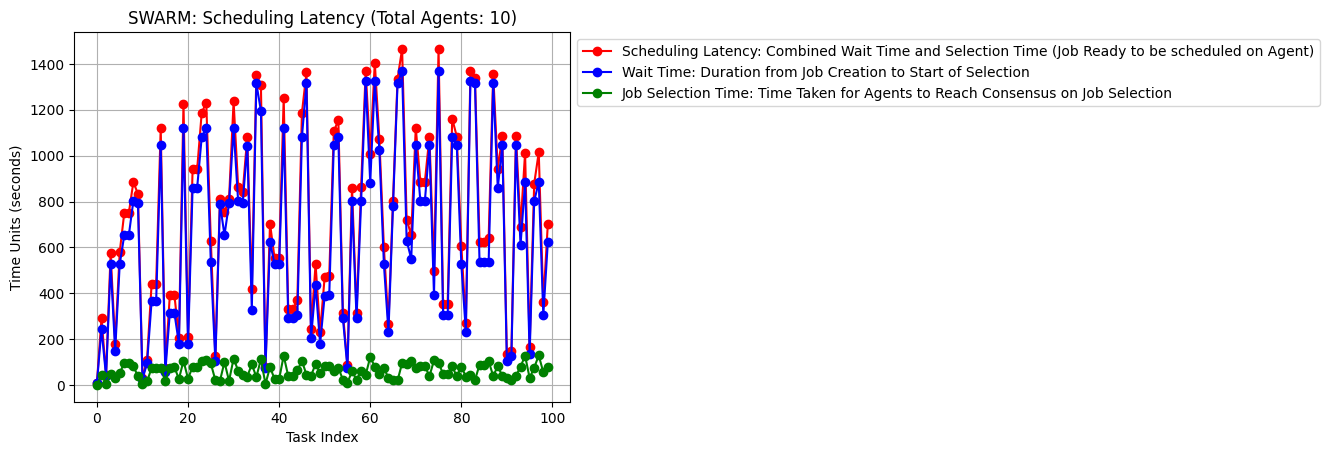 SWARM: Scheduling Latency (Total Agents: 10)
Scheduling Latency: Combined Wait Time and Selection Time (Job Ready to be scheduled on Agent)
Wait Time: Duration from Job Creation to Start of Selection
Job Selection Time: Time Taken for Agents to Reach Consensus on Job Selection
Time Units (seconds)
1400
1200
1000
800
600
400
200
0
0 20 40 60 80 100
Task Index